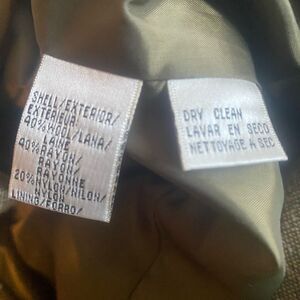 SHELL/EXTERIOR/
EXTERIEUR
40% WOOL/LANA/
LAINE
40% RAYON/
RAYON/
RAYONNE
20% NYLON/NILON/
NYLON
LINING/FORRO/
DRY CLEAN
LAVAR EN SECO
NETTOYAGE A SEC